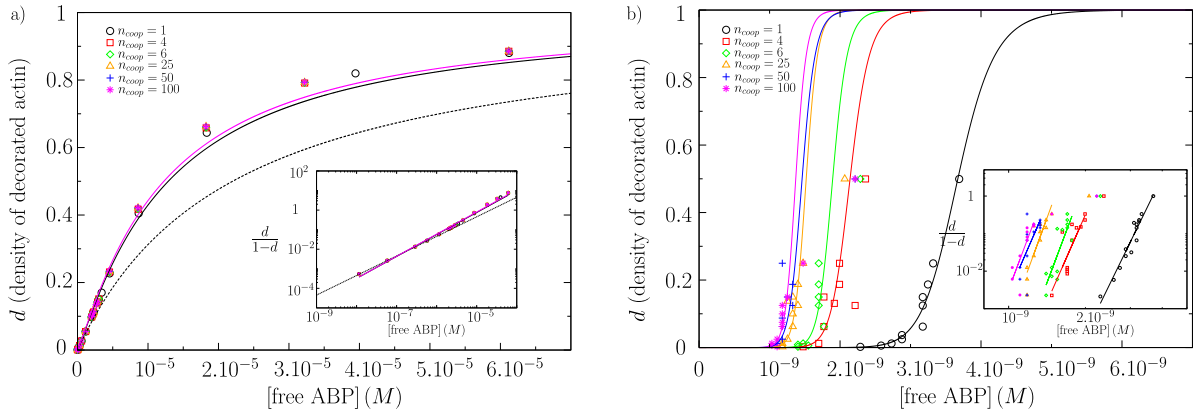 a)
d (density of decorated actin)
1
0.8
0.6
0.4
0.2
0
n_coop = 1
n_coop = 4
n_coop = 6
n_coop = 25
n_coop = 50
n_coop = 100
d/(1−d)
10^2
1
10^-2
10^-4
10^-9
10^-7
10^-5
[free ABP] (M)
0
10^-5
2.10^-5
3.10^-5
4.10^-5
5.10^-5
6.10^-5
[free ABP] (M)
b)
d (density of decorated actin)
1
0.8
0.6
0.4
0.2
0
n_coop = 1
n_coop = 4
n_coop = 6
n_coop = 25
n_coop = 50
n_coop = 100
d/(1−d)
1
10^-2
10^-9
2.10^-9
[free ABP] (M)
0
10^-9
2.10^-9
3.10^-9
4.10^-9
5.10^-9
6.10^-9
[free ABP] (M)